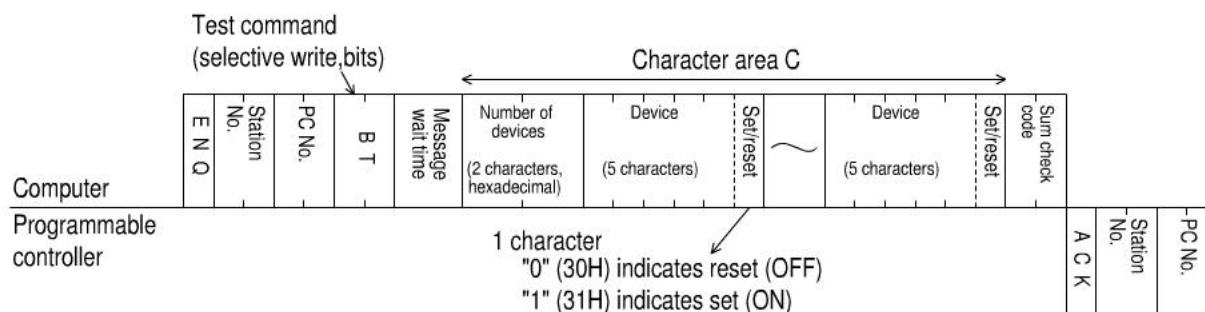 Test command
(selective write,bits)
Character area C
E N Q
Station
No.
PC No.
B T
Message
wait time
Number of
devices
(2 characters,
hexadecimal)
Device
(5 characters)
Set/reset
Device
(5 characters)
Set/reset
Sum check
code
Computer
Programmable
controller
1 character
"0" (30H) indicates reset (OFF)
"1" (31H) indicates set (ON)
A C K
Station
No.
PC No.